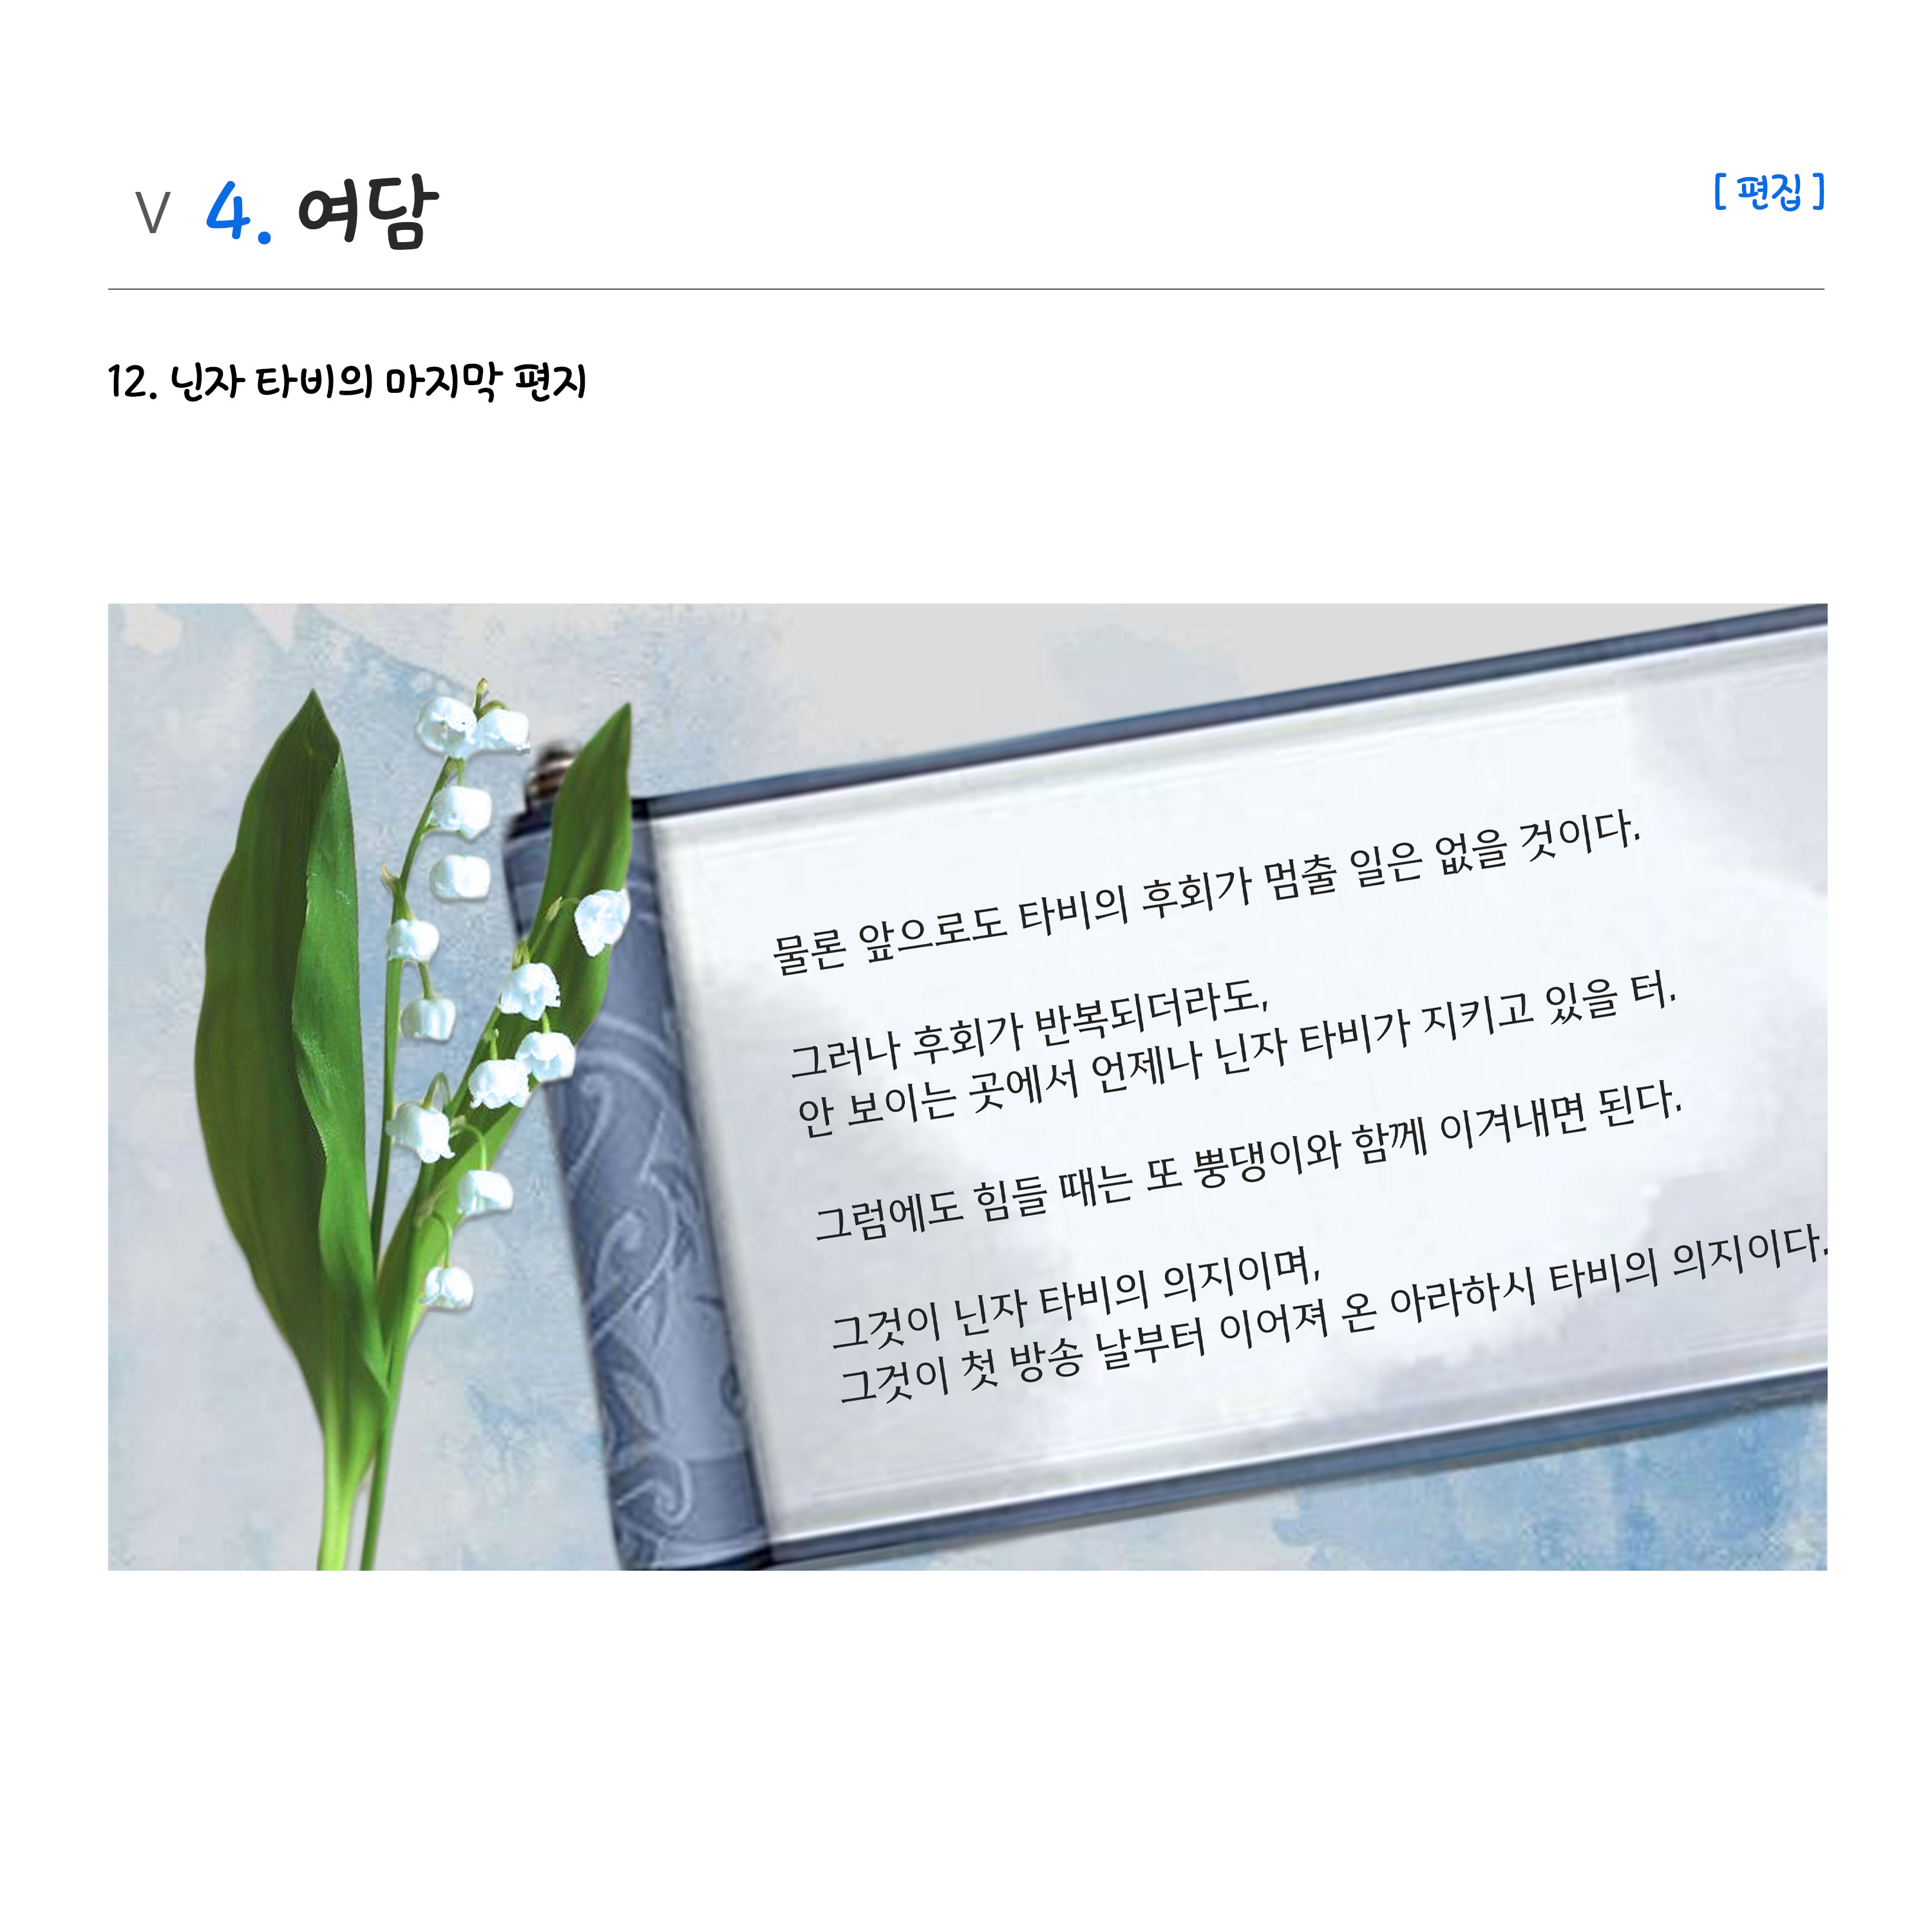 V 4. 여담
[ 편집 ]
12. 닌자 타비의 마지막 편지
물론 앞으로도 타비의 후회가 멈출 일은 없을 것이다.
그러나 후회가 반복되더라도,
안 보이는 곳에서 언제나 닌자 타비가 지키고 있을 터.
그럼에도 힘들 때는 또 뿡댕이와 함께 이겨내면 된다.
그것이 닌자 타비의 의지이며,
그것이 첫 방송 날부터 이어져 온 아라하시 타비의 의지이다.